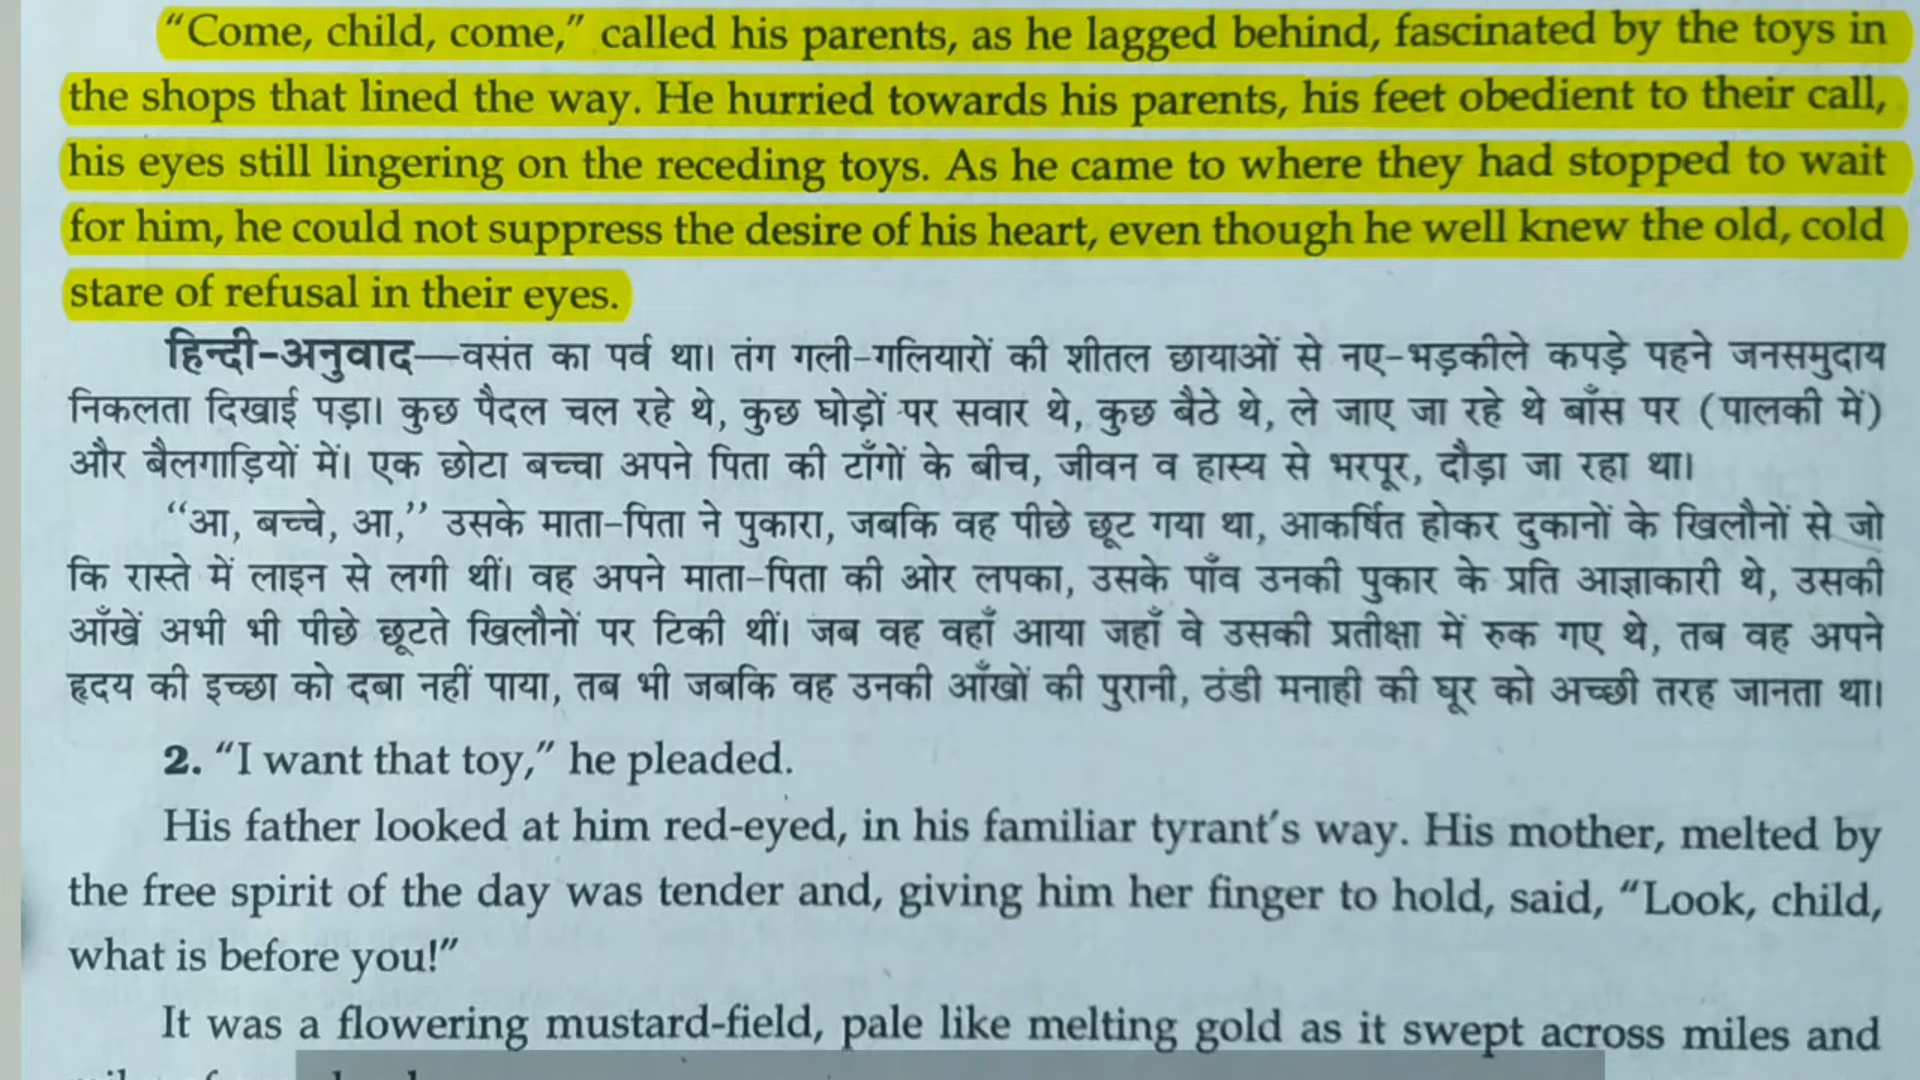 “Come, child, come,” called his parents, as he lagged behind, fascinated by the toys in
the shops that lined the way. He hurried towards his parents, his feet obedient to their call,
his eyes still lingering on the receding toys. As he came to where they had stopped to wait
for him, he could not suppress the desire of his heart, even though he well knew the old, cold
stare of refusal in their eyes.
हिन्दी-अनुवाद—वसंत का पर्व था। तंग गली-गलियारों की शीतल छायाओं से नए-भड़कीले कपड़े पहने जनसमुदाय
निकलता दिखाई पड़ा। कुछ पैदल चल रहे थे, कुछ घोड़ों पर सवार थे, कुछ बैठे थे, ले जाए जा रहे थे बाँस पर (पालकी में)
और बैलगाड़ियों में। एक छोटा बच्चा अपने पिता की टाँगों के बीच, जीवन व हास्य से भरपूर, दौड़ा जा रहा था।
“आ, बच्चे, आ,” उसके माता-पिता ने पुकारा, जबकि वह पीछे छूट गया था, आकर्षित होकर दुकानों के खिलौनों से जो
कि रास्ते में लाइन से लगी थीं। वह अपने माता-पिता की ओर लपका, उसके पाँव उनकी पुकार के प्रति आज्ञाकारी थे, उसकी
आँखें अभी भी पीछे छूटते खिलौनों पर टिकी थीं। जब वह वहाँ आया जहाँ वे उसकी प्रतीक्षा में रुक गए थे, तब वह अपने
हृदय की इच्छा को दबा नहीं पाया, तब भी जबकि वह उनकी आँखों की पुरानी, ठंडी मनाही की घूर को अच्छी तरह जानता था।
2. “I want that toy,” he pleaded.
His father looked at him red-eyed, in his familiar tyrant's way. His mother, melted by
the free spirit of the day was tender and, giving him her finger to hold, said, “Look, child,
what is before you!”
It was a flowering mustard-field, pale like melting gold as it swept across miles and